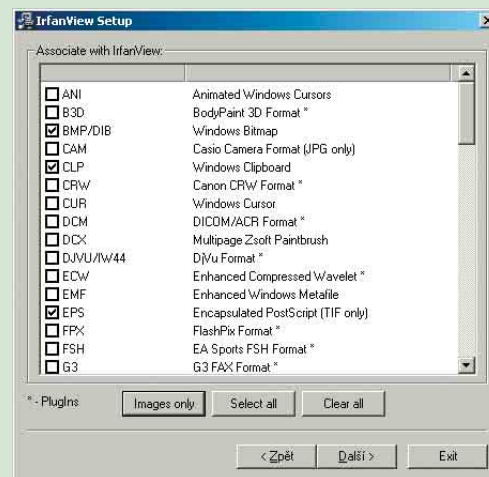 IrfanView Setup
Associate with IrfanView:
ANI Animated Windows Cursors
B3D BodyPaint 3D Format *
BMP/DIB Windows Bitmap
CAM Casio Camera Format (JPG only)
CLP Windows Clipboard
CRW Canon CRW Format *
CUR Windows Cursor
DCM DICOM/ACR Format *
DCX Multipage Zsoft Paintbrush
DJVU/IW44 DjVu Format *
ECW Enhanced Compressed Wavelet *
EMF Enhanced Windows Metafile
EPS Encapsulated PostScript (TIF only)
FPX FlashPix Format *
FSH EA Sports FSH Format *
G3 G3 FAX Format *
* - PlugIns Images only Select all Clear all
< Zpět Další > Exit